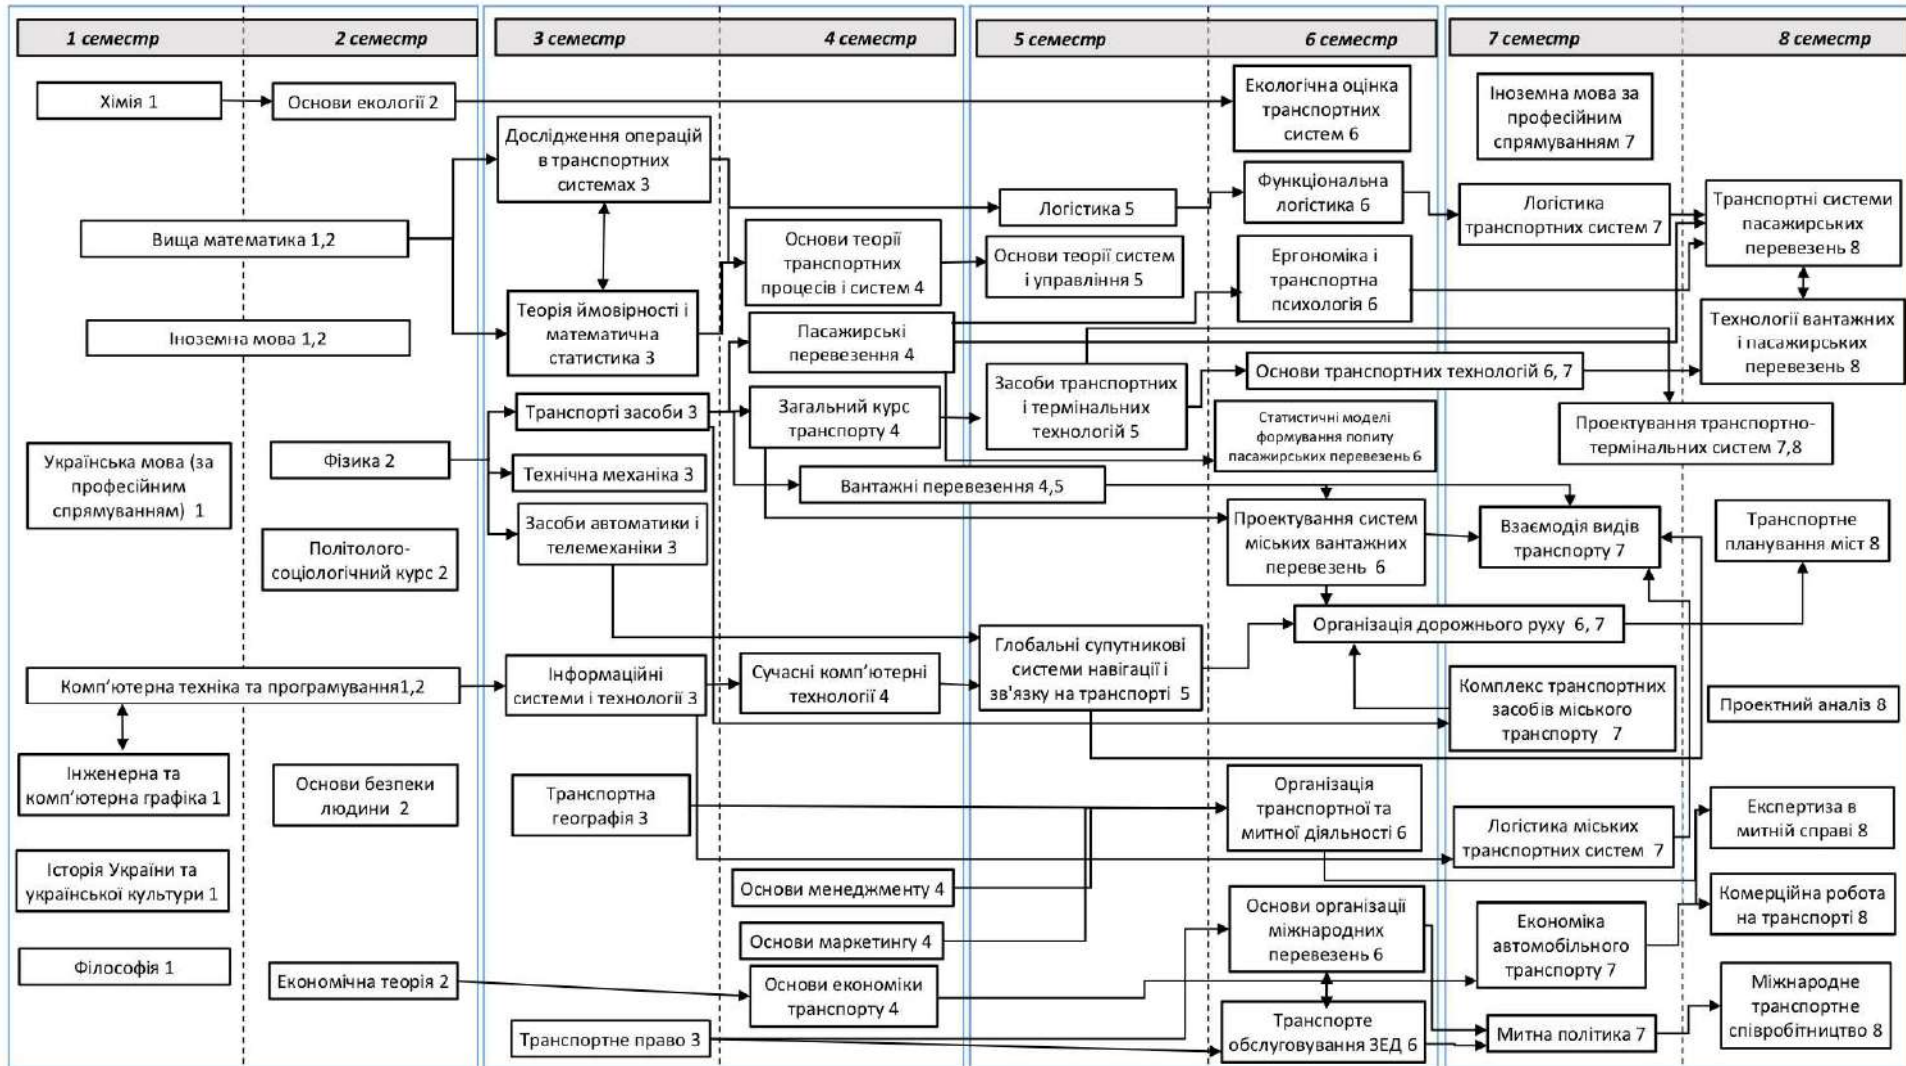 1 семестр
2 семестр
3 семестр
4 семестр
5 семестр
6 семестр
7 семестр
8 семестр
Хімія 1
Українська мова (за
професійним
спрямуванням) 1
Інженерна та
комп'ютерна графіка 1
Історія України та
української культури 1
Філософія 1
Вища математика 1,2
Іноземна мова 1,2
Комп'ютерна техніка та програмування1,2
Основи екології 2
Фізика 2
Політолого-
соціологічний курс 2
Основи безпеки
людини 2
Економічна теорія 2
Дослідження операцій
в транспортних
системах 3
Теорія ймовірності і
математична
статистика 3
Транспорті засоби 3
Технічна механіка 3
Засоби автоматики і
телемеханіки 3
Інформаційні
системи і технології 3
Транспортна
географія 3
Транспортне право 3
Основи теорії
транспортних
процесів і систем 4
Пасажирські
перевезення 4
Загальний курс
транспорту 4
Вантажні перевезення 4,5
Сучасні комп'ютерні
технології 4
Основи менеджменту 4
Основи маркетингу 4
Основи економіки
транспорту 4
Логістика 5
Основи теорії систем
і управління 5
Засоби транспортних
і термінальних
технологій 5
Глобальні супутникові
системи навігації і
зв'язку на транспорті 5
Екологічна оцінка
транспортних
систем 6
Функціональна
логістика 6
Ергономіка і
транспортна
психологія 6
Основи транспортних технологій 6, 7
Статистичні моделі
формування попиту
пасажирських перевезень 6
Проектування систем
міських вантажних
перевезень 6
Організація дорожнього руху 6, 7
Організація
транспортної та
митної діяльності 6
Основи організації
міжнародних
перевезень 6
Транспорте
обслуговування ЗЕД 6
Іноземна мова за
професійним
спрямуванням 7
Логістика
транспортних систем 7
Проектування транспортно-
термінальних систем
7,8
Взаємодія видів
транспорту 7
Комплекс транспортних
засобів міського
транспорту 7
Логістика міських
транспортних систем 7
Економіка
автомобільного
транспорту 7
Митна політика 7
Транспортні системи
пасажирських
перевезень 8
Технології вантажних
і пасажирських
перевезень 8
Транспортне
планування міст 8
Проектний аналіз 8
Експертиза в
митній справі 8
Комерційна робота
на транспорті 8
Міжнародне
транспортне
співробітництво 8